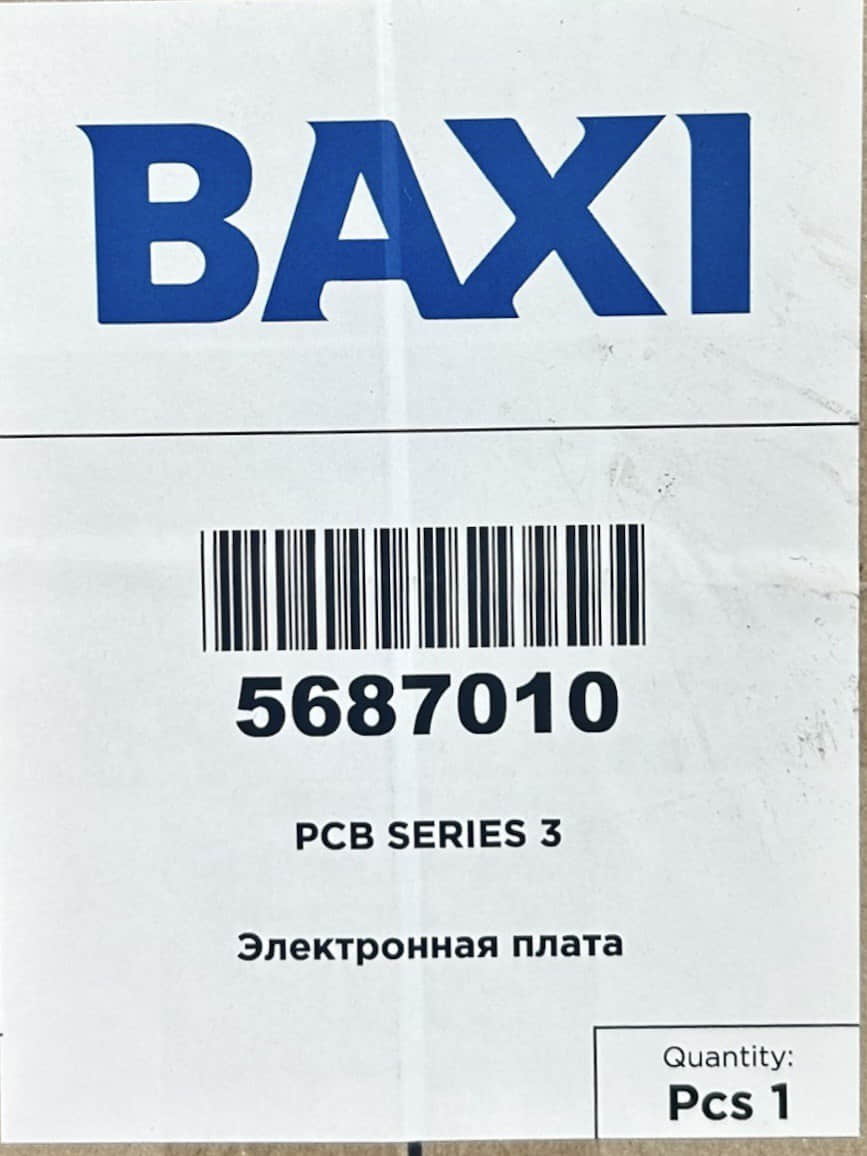 BAXI
5687010
PCB SERIES 3
Электронная плата
Quantity:
Pcs 1